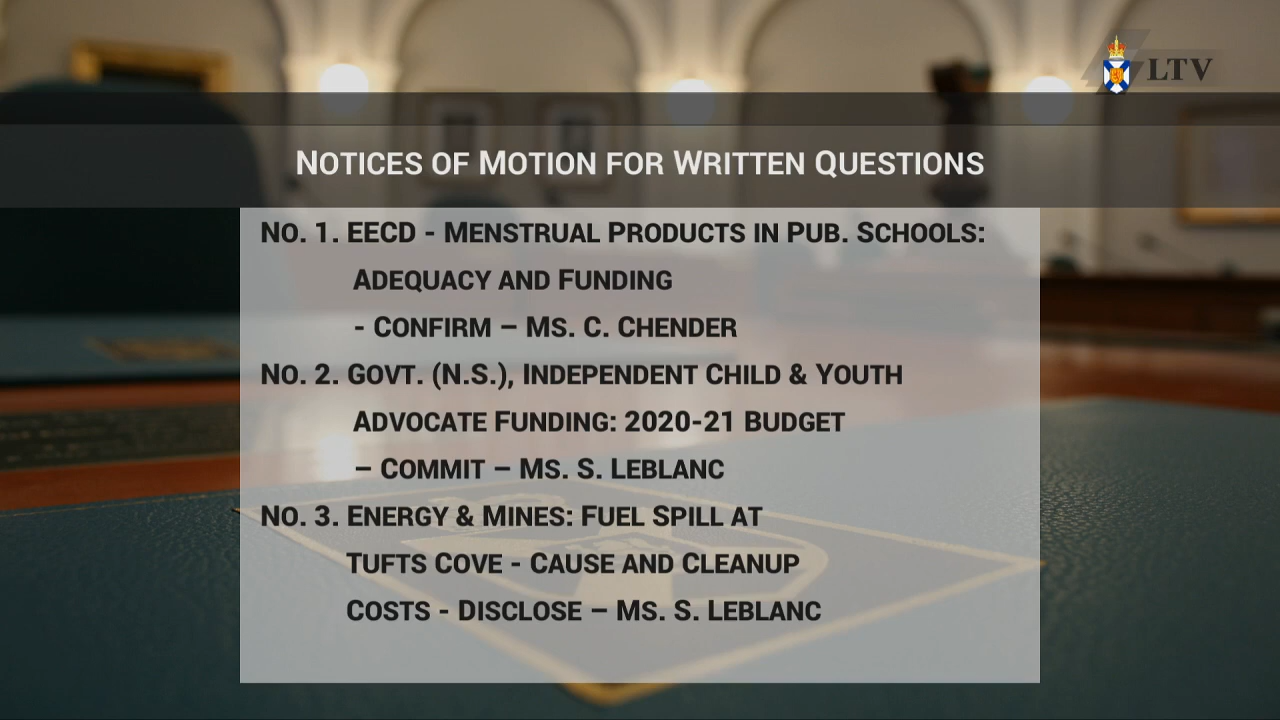 LTV
NOTICES OF MOTION FOR WRITTEN QUESTIONS
NO. 1. EECD - MENSTRUAL PRODUCTS IN PUB. SCHOOLS:
ADEQUACY AND FUNDING
- CONFIRM – MS. C. CHENDER
NO. 2. GOVT. (N.S.), INDEPENDENT CHILD & YOUTH
ADVOCATE FUNDING: 2020-21 BUDGET
– COMMIT – MS. S. LEBLANC
NO. 3. ENERGY & MINES: FUEL SPILL AT
TUFTS COVE - CAUSE AND CLEANUP
COSTS - DISCLOSE – MS. S. LEBLANC